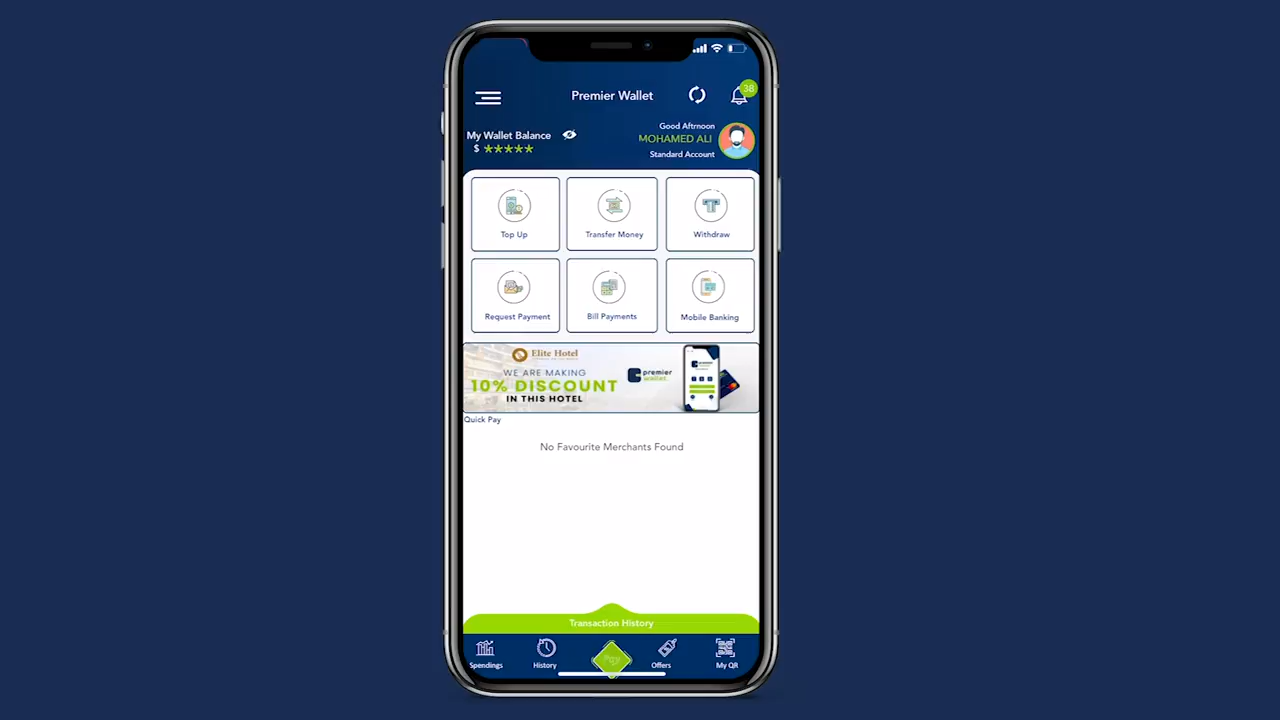 Premier Wallet
38
My Wallet Balance
$ *****
Good Aftrnoon
MOHAMED ALI
Standard Account
Top Up
Transfer Money
Withdraw
Request Payment
Bill Payments
Mobile Banking
Elite Hotel
WE ARE MAKING
10% DISCOUNT
IN THIS HOTEL
premier
wallet
Quick Pay
No Favourite Merchants Found
Transaction History
Spendings
History
Pay
Offers
My QR